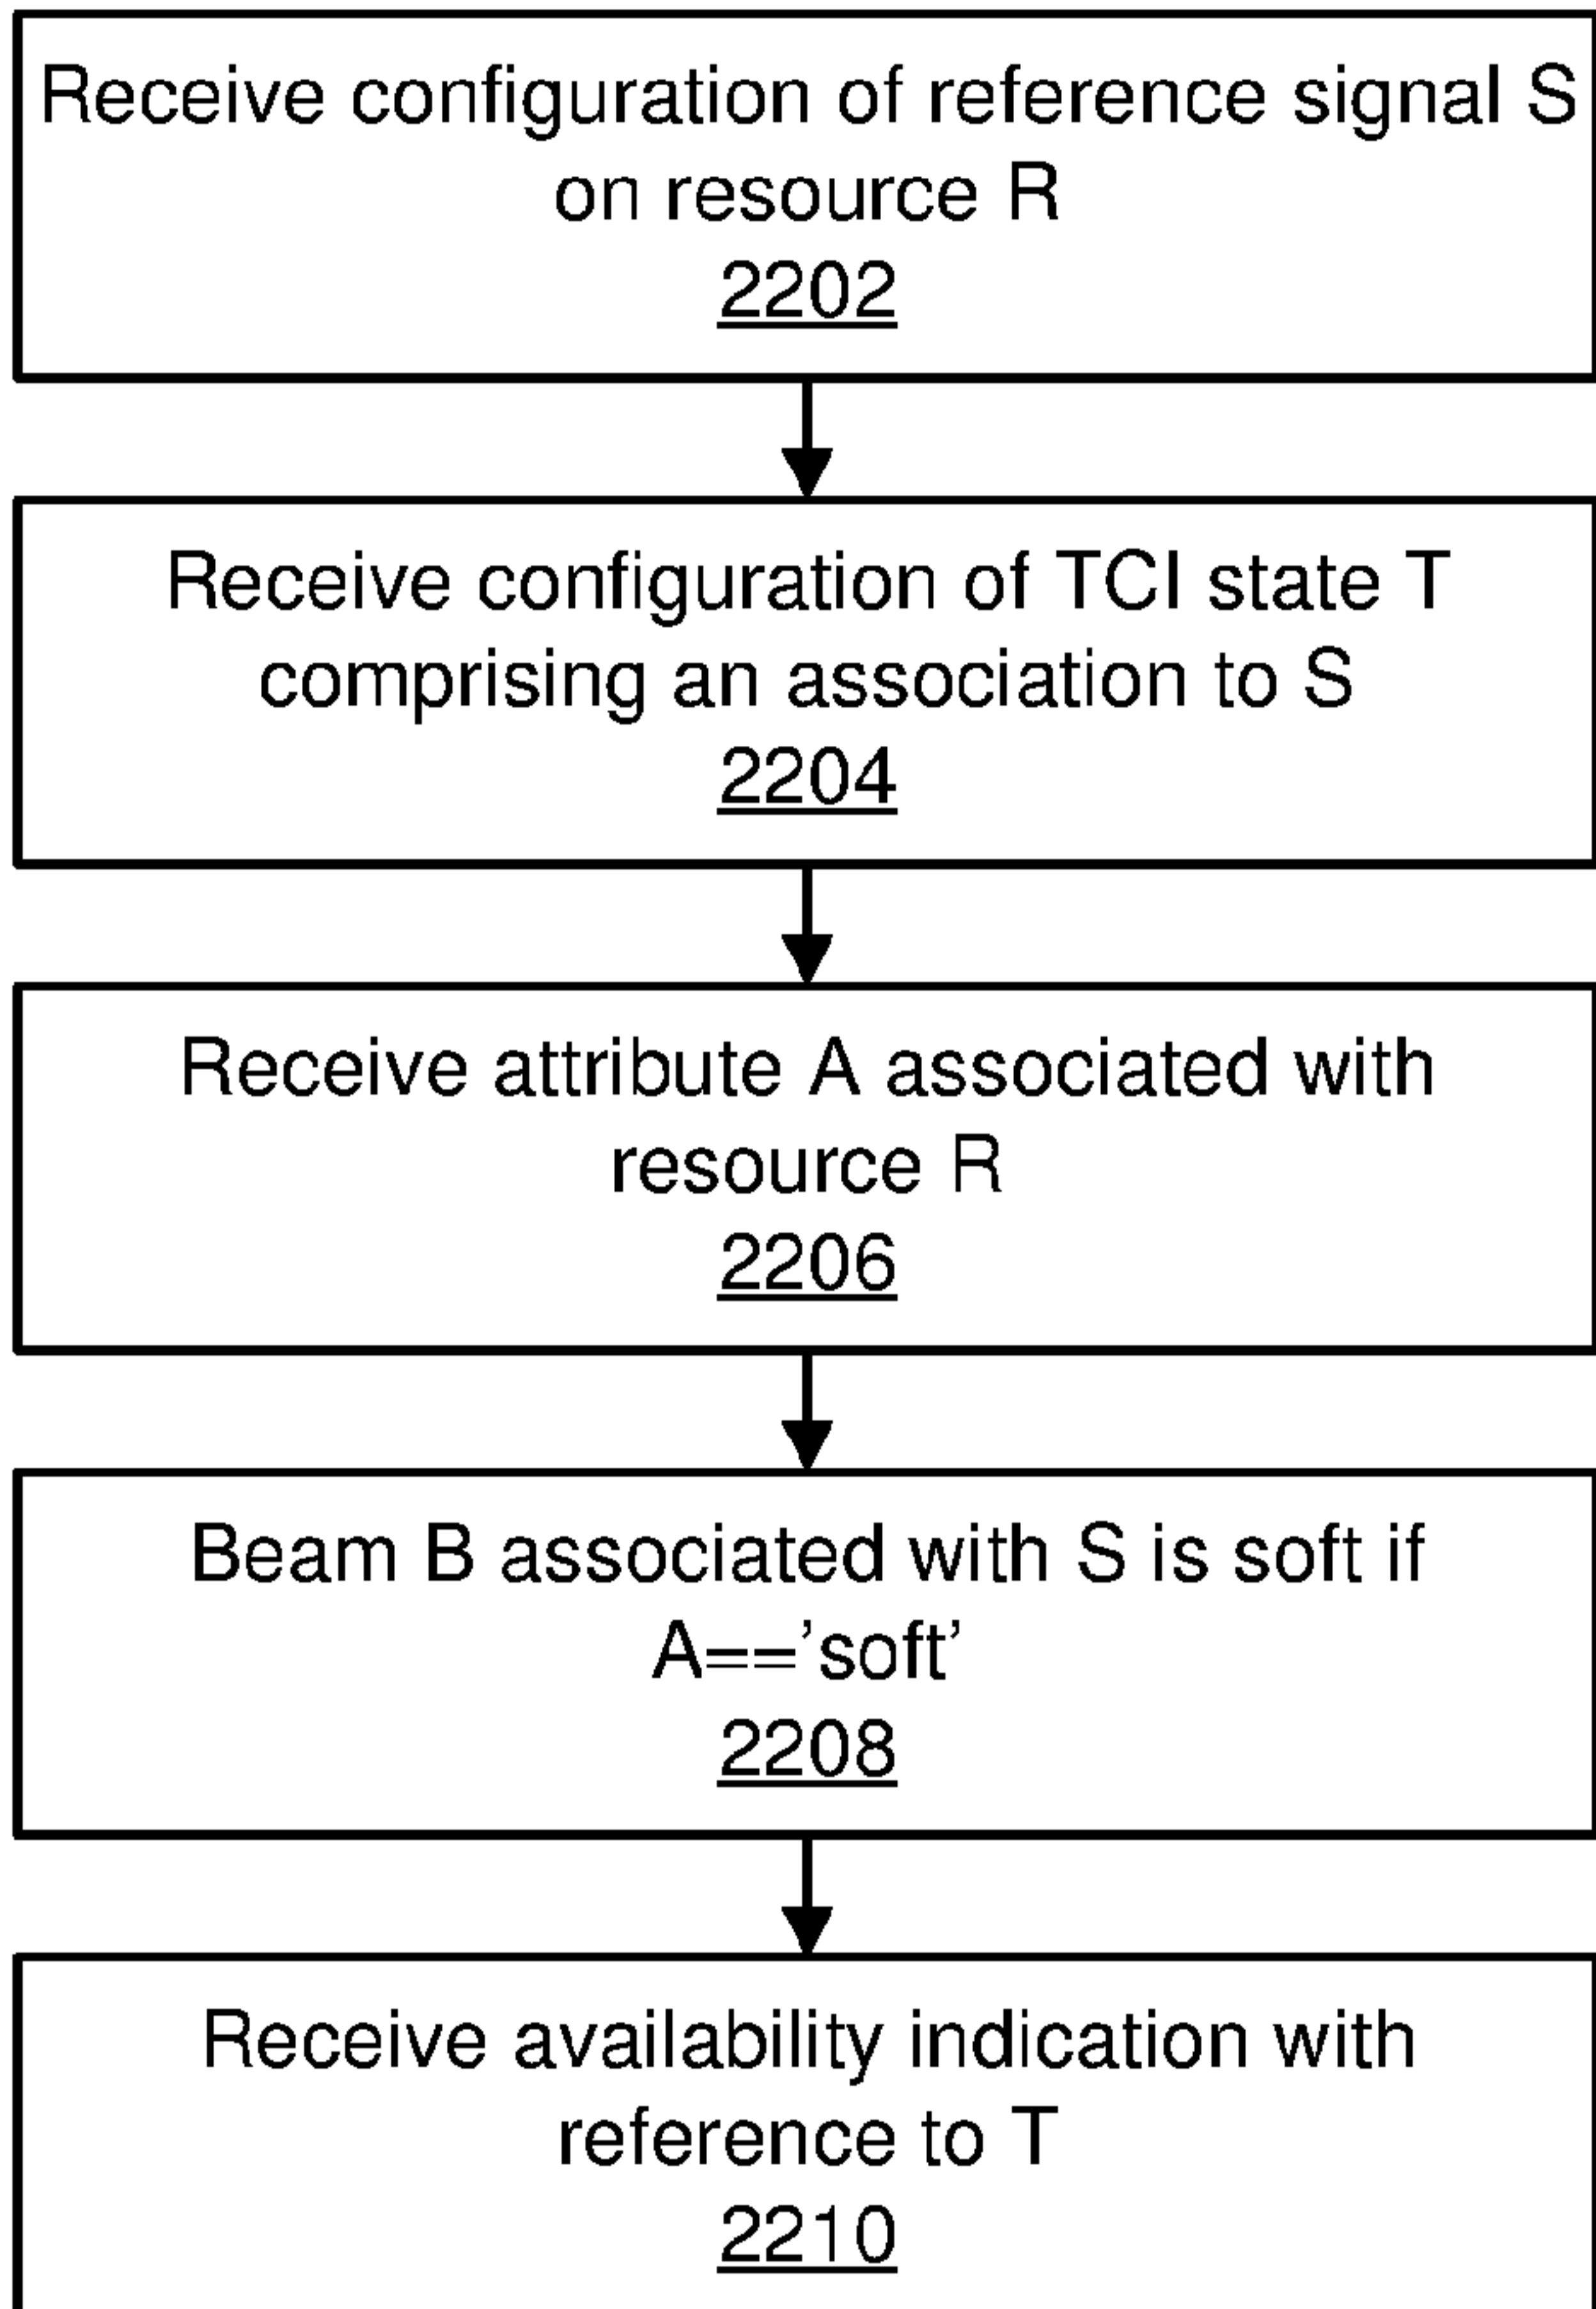 Receive configuration of reference signal S
on resource R
2202
Receive configuration of TCI state T
comprising an association to S
2204
Receive attribute A associated with
resource R
2206
Beam B associated with S is soft if
A=='soft'
2208
Receive availability indication with
reference to T
2210